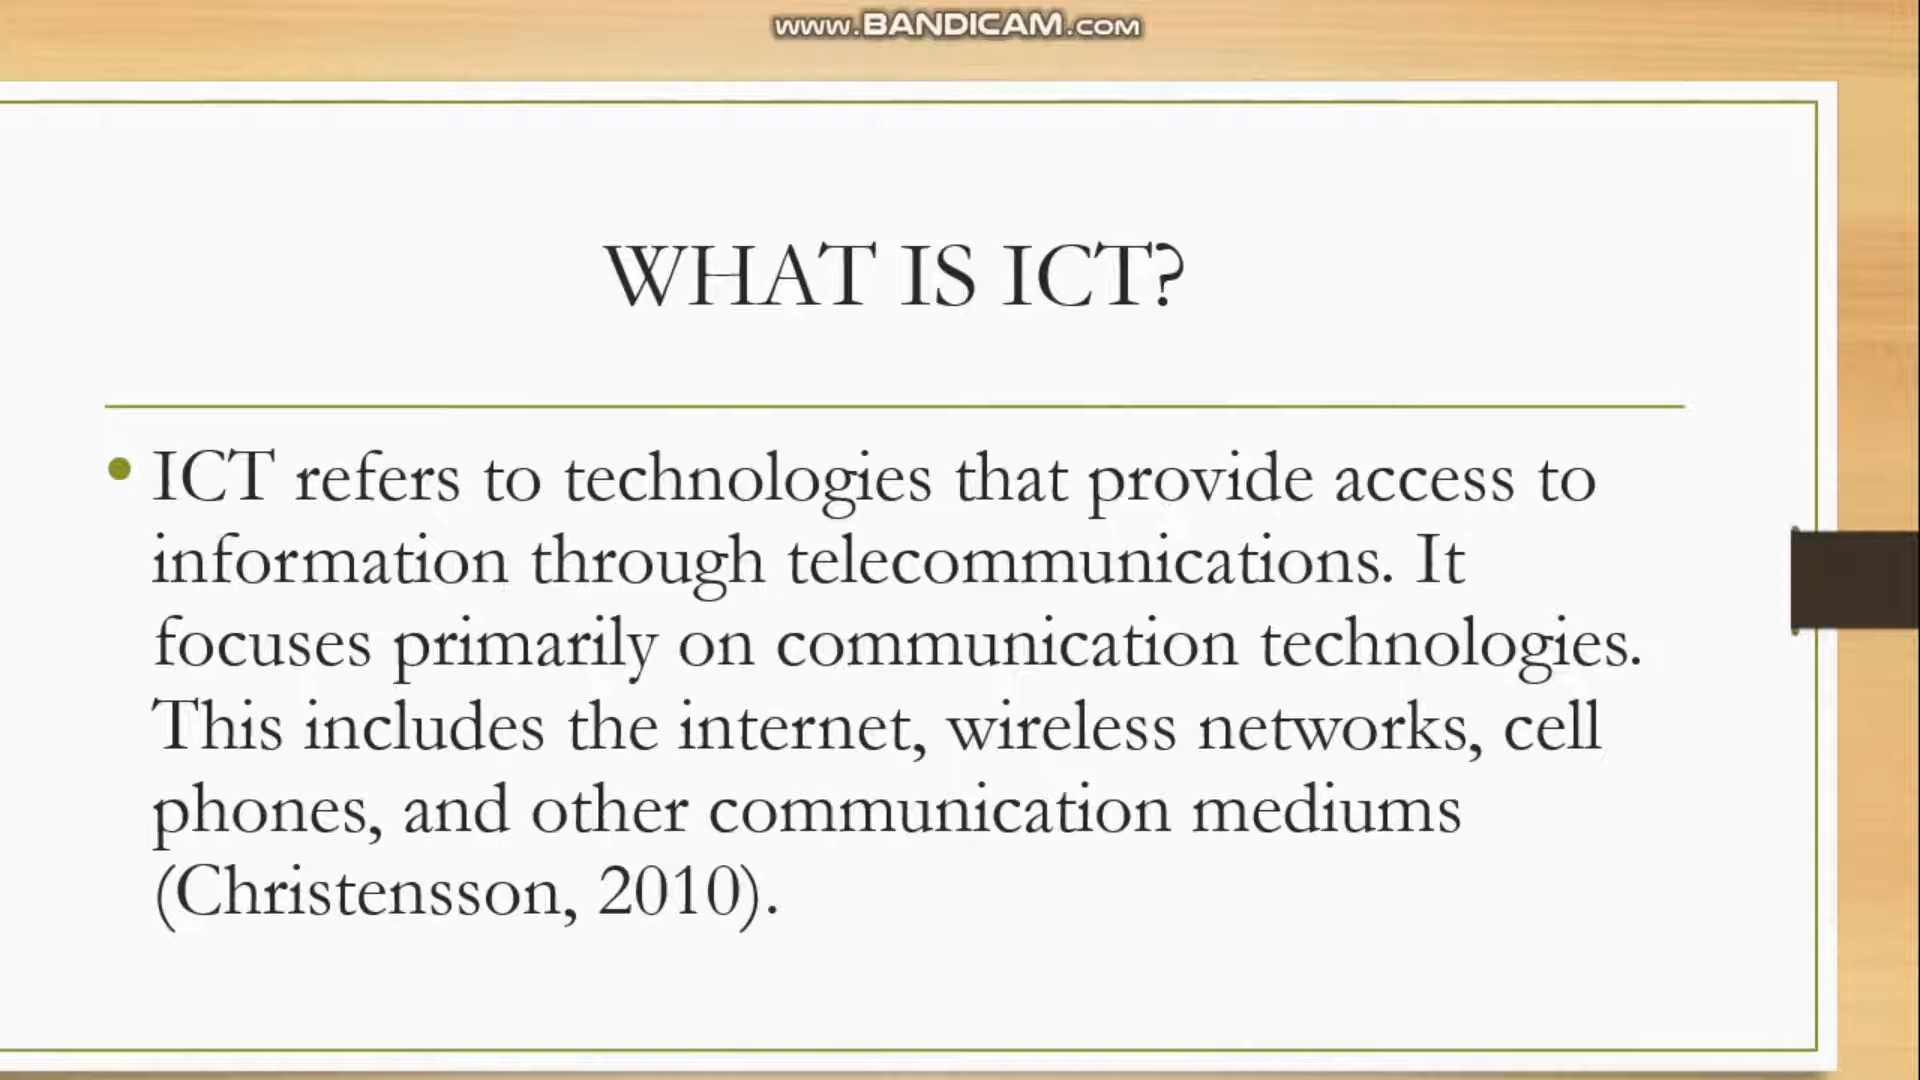 www.BANDICAM.com
WHAT IS ICT?
• ICT refers to technologies that provide access to
information through telecommunications. It
focuses primarily on communication technologies.
This includes the internet, wireless networks, cell
phones, and other communication mediums
(Christensson, 2010).